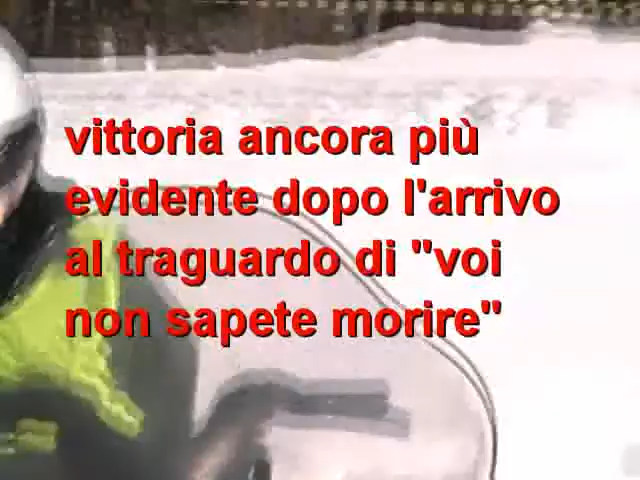 vittoria ancora più
evidente dopo l'arrivo
al traguardo di "voi
non sapete morire"